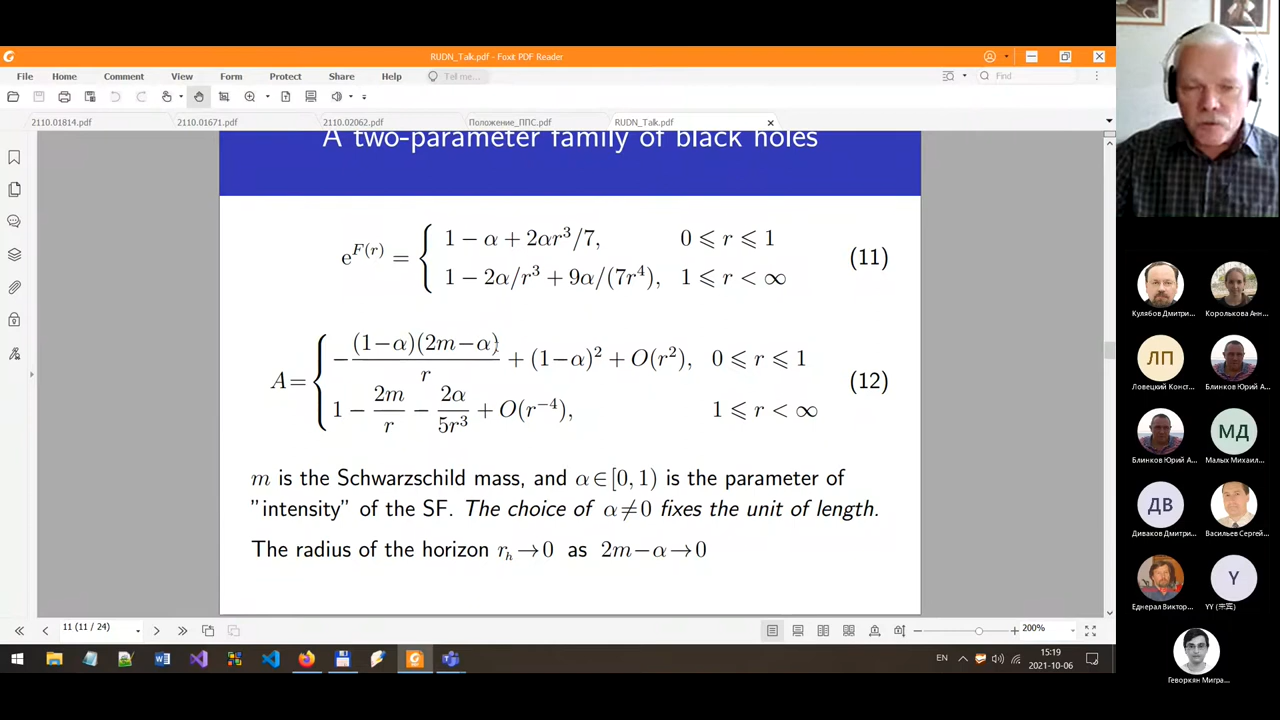 RUDN_Talk.pdf - Foxit PDF Reader
File Home Comment View Form Protect Share Help Tell me... Find
2110.01814.pdf 2110.01671.pdf 2110.02062.pdf Положение_ППС.pdf RUDN_Talk.pdf
A two-parameter family of black holes
e^{F(r)} = { 1 − α + 2αr³/7, 0 ⩽ r ⩽ 1
1 − 2α/r³ + 9α/(7r⁴), 1 ⩽ r < ∞ (11)
A = { −(1−α)(2m−α)/r + (1−α)² + O(r²), 0 ⩽ r ⩽ 1
1 − 2m/r − 2α/5r³ + O(r⁻⁴), 1 ⩽ r < ∞ (12)
m is the Schwarzschild mass, and α∈[0, 1) is the parameter of
"intensity" of the SF. The choice of α≠0 fixes the unit of length.
The radius of the horizon r_h→0 as 2m−α→0
11 (11 / 24) 200%
EN 15:19
2021-10-06
Кулябов Дмитри... Королькова Анн...
ЛП
Ловецкий Конст... Блинков Юрий А...
МД
Блинков Юрий А... Малых Михаил...
ДВ
Диваков Дмитри... Васильев Сергей...
Y
Еднерал Виктор...
Геворкян Мигра...